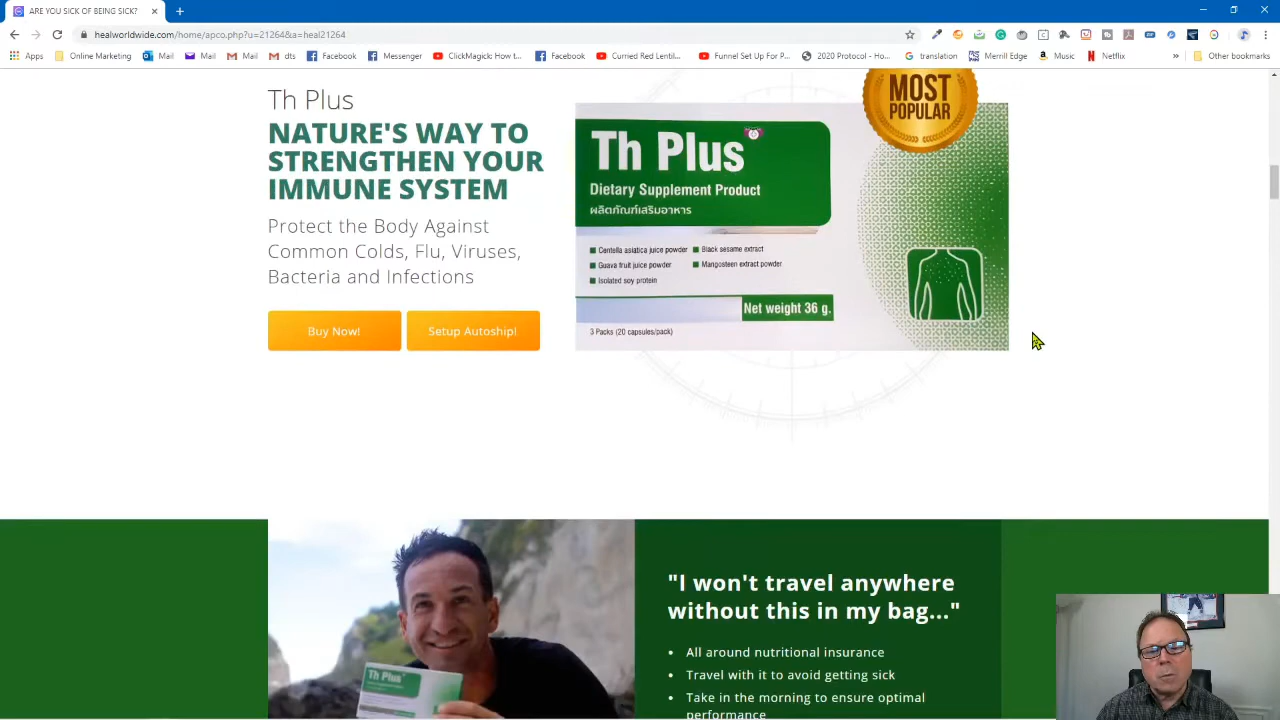 ARE YOU SICK OF BEING SICK?
healworldwide.com/home/apco.php?u=21264&a=heal21264
Apps Online Marketing Mail Mail Mail dts Facebook Messenger ClickMagick: How t... Facebook Curried Red Lentil... Funnel Set Up For P... 2020 Protocol - Ho... translation Merrill Edge Music Netflix » Other bookmarks
Th Plus
NATURE'S WAY TO
STRENGTHEN YOUR
IMMUNE SYSTEM
Protect the Body Against
Common Colds, Flu, Viruses,
Bacteria and Infections
Buy Now! Setup Autoship!
MOST
POPULAR
Th Plus
Dietary Supplement Product
ผลิตภัณฑ์เสริมอาหาร
Centella asiatica juice powder Black sesame extract
Guava fruit juice powder Mangosteen extract powder
Isolated soy protein
Net weight 36 g.
3 Packs (20 capsules/pack)
Th Plus
"I won't travel anywhere
without this in my bag..."
• All around nutritional insurance
• Travel with it to avoid getting sick
• Take in the morning to ensure optimal
performance